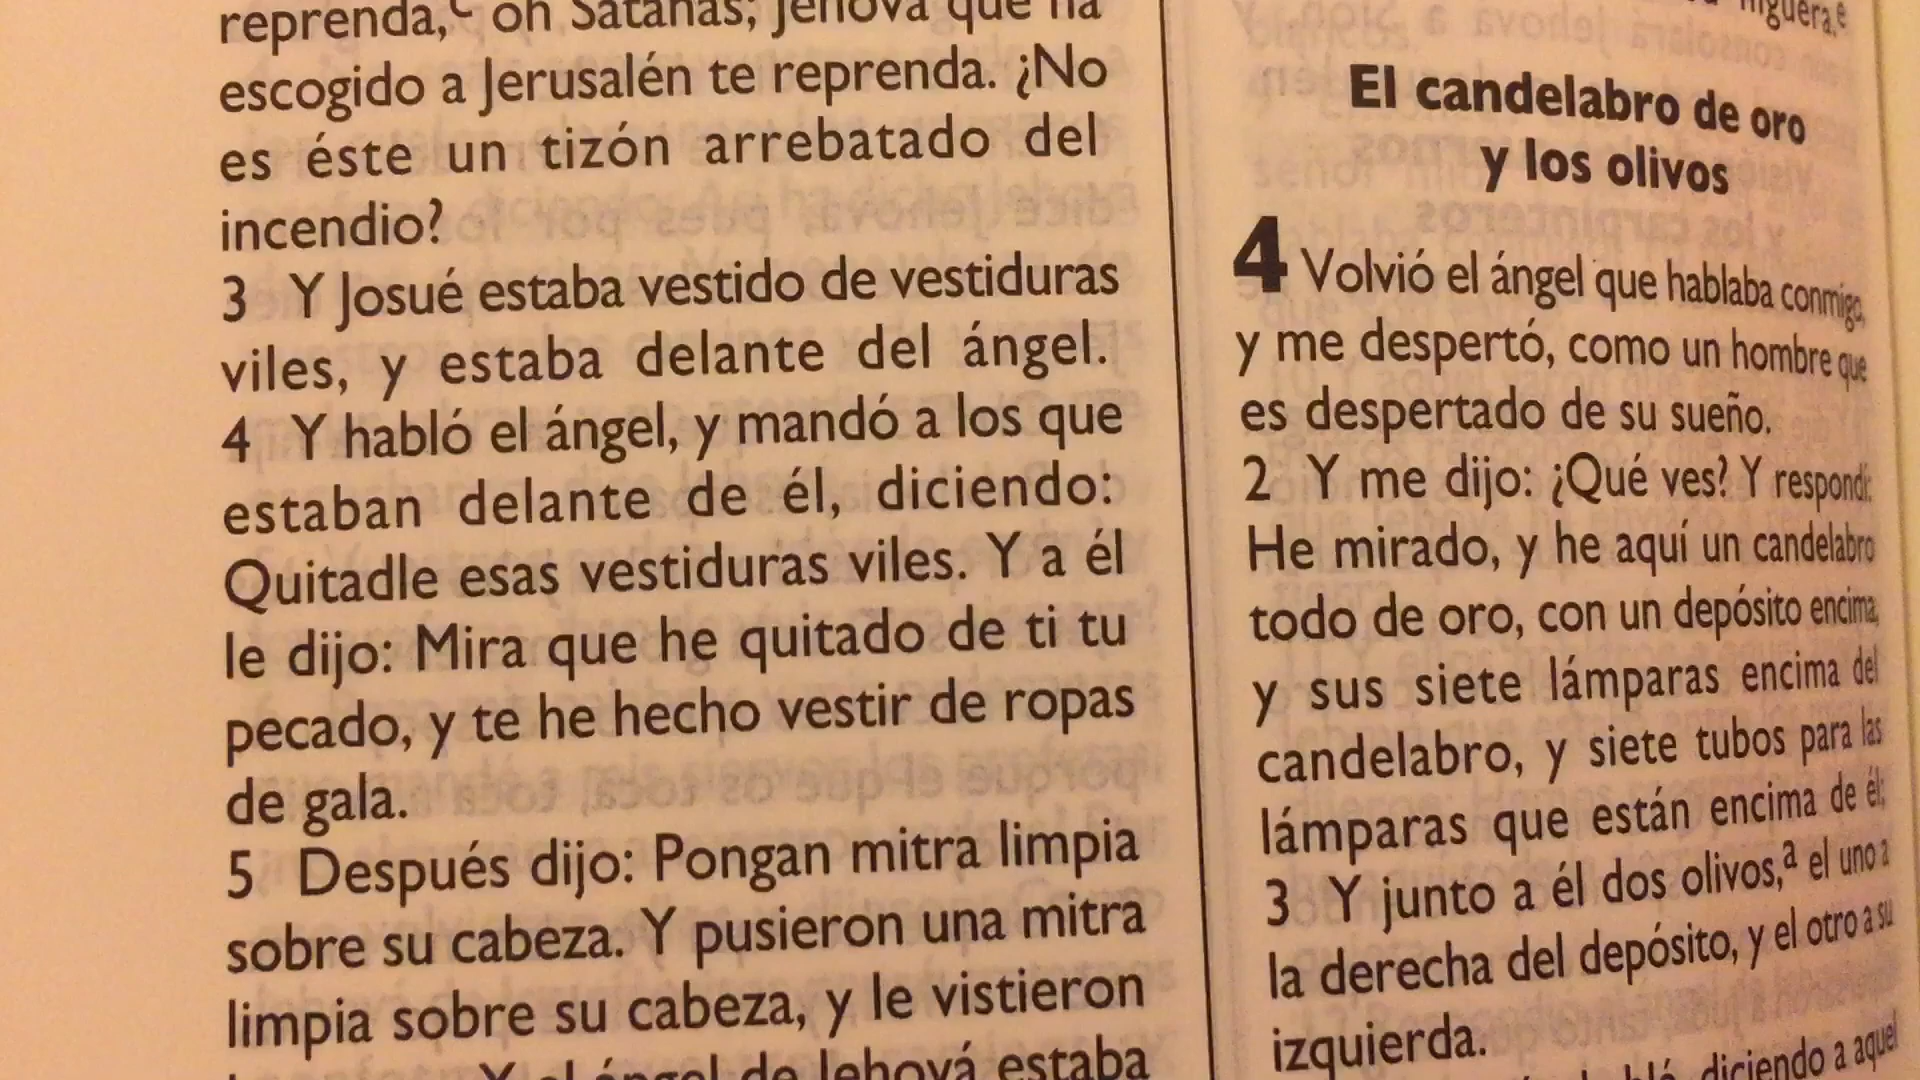 reprenda,c oh Satanás; Jehová que ha
escogido a Jerusalén te reprenda. ¿No
es éste un tizón arrebatado del
incendio?
3 Y Josué estaba vestido de vestiduras
viles, y estaba delante del ángel.
4 Y habló el ángel, y mandó a los que
estaban delante de él, diciendo:
Quitadle esas vestiduras viles. Y a él
le dijo: Mira que he quitado de ti tu
pecado, y te he hecho vestir de ropas
de gala.
5 Después dijo: Pongan mitra limpia
sobre su cabeza. Y pusieron una mitra
limpia sobre su cabeza, y le vistieron
Y el ángel de Jehová estaba
higuera.e
El candelabro de oro
y los olivos
4 Volvió el ángel que hablaba conmigo,
y me despertó, como un hombre que
es despertado de su sueño.
2 Y me dijo: ¿Qué ves? Y respondí:
He mirado, y he aquí un candelabro
todo de oro, con un depósito encima,
y sus siete lámparas encima del
candelabro, y siete tubos para las
lámparas que están encima de él;
3 Y junto a él dos olivos,a el uno a
la derecha del depósito, y el otro a su
izquierda.
diciendo a aquel